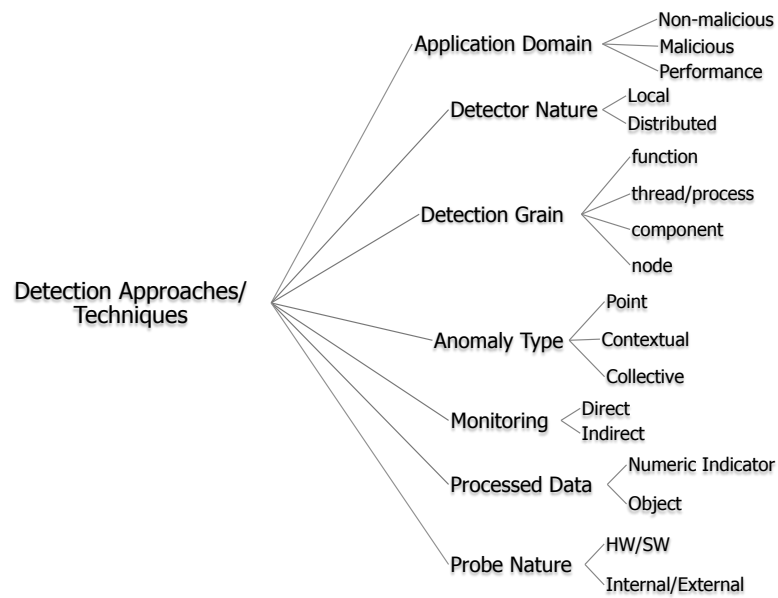 Detection Approaches/
Techniques
Application Domain
Non-malicious
Malicious
Performance
Detector Nature
Local
Distributed
Detection Grain
function
thread/process
component
node
Anomaly Type
Point
Contextual
Collective
Monitoring
Direct
Indirect
Processed Data
Numeric Indicator
Object
Probe Nature
HW/SW
Internal/External